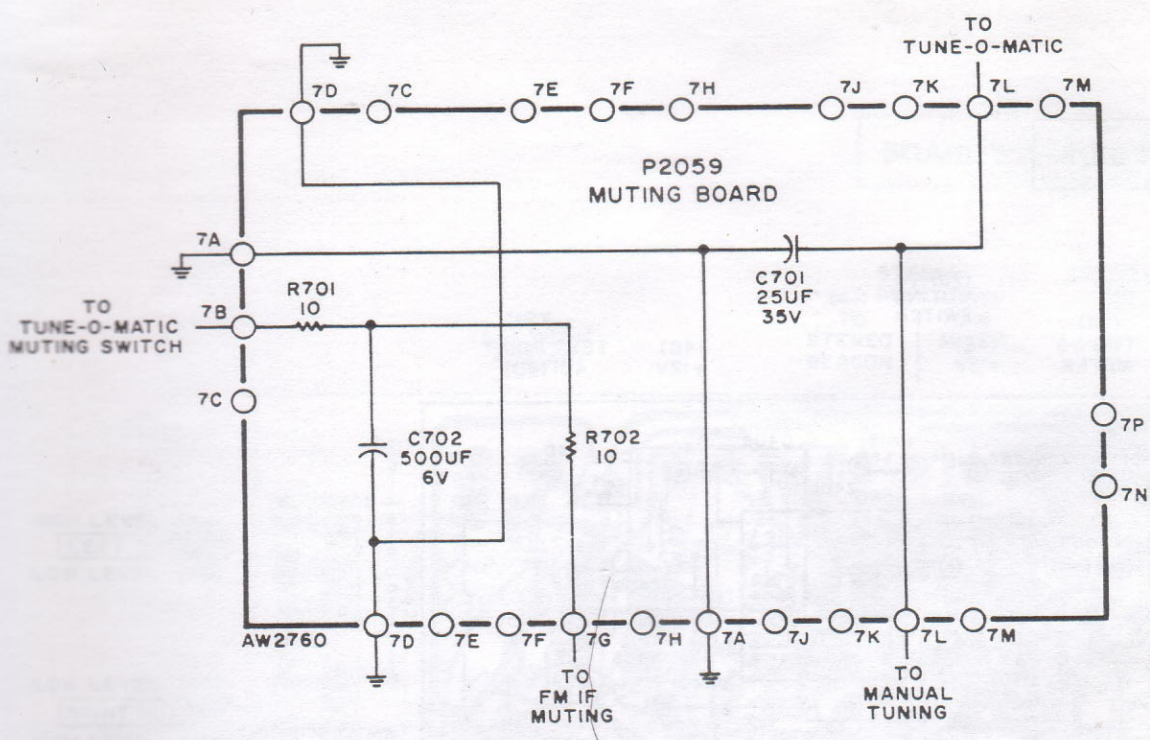 TO
TUNE-O-MATIC
7D
7C
7E
7F
7H
7J
7K
7L
7M
P2059
MUTING BOARD
7A
C701
25UF
35V
R701
10
TO
TUNE-O-MATIC
MUTING SWITCH
7B
7C
C702
500UF
6V
R702
10
7P
7N
AW2760
7D
7E
7F
7G
7H
7A
7J
7K
7L
7M
TO
FM IF
MUTING
TO
MANUAL
TUNING